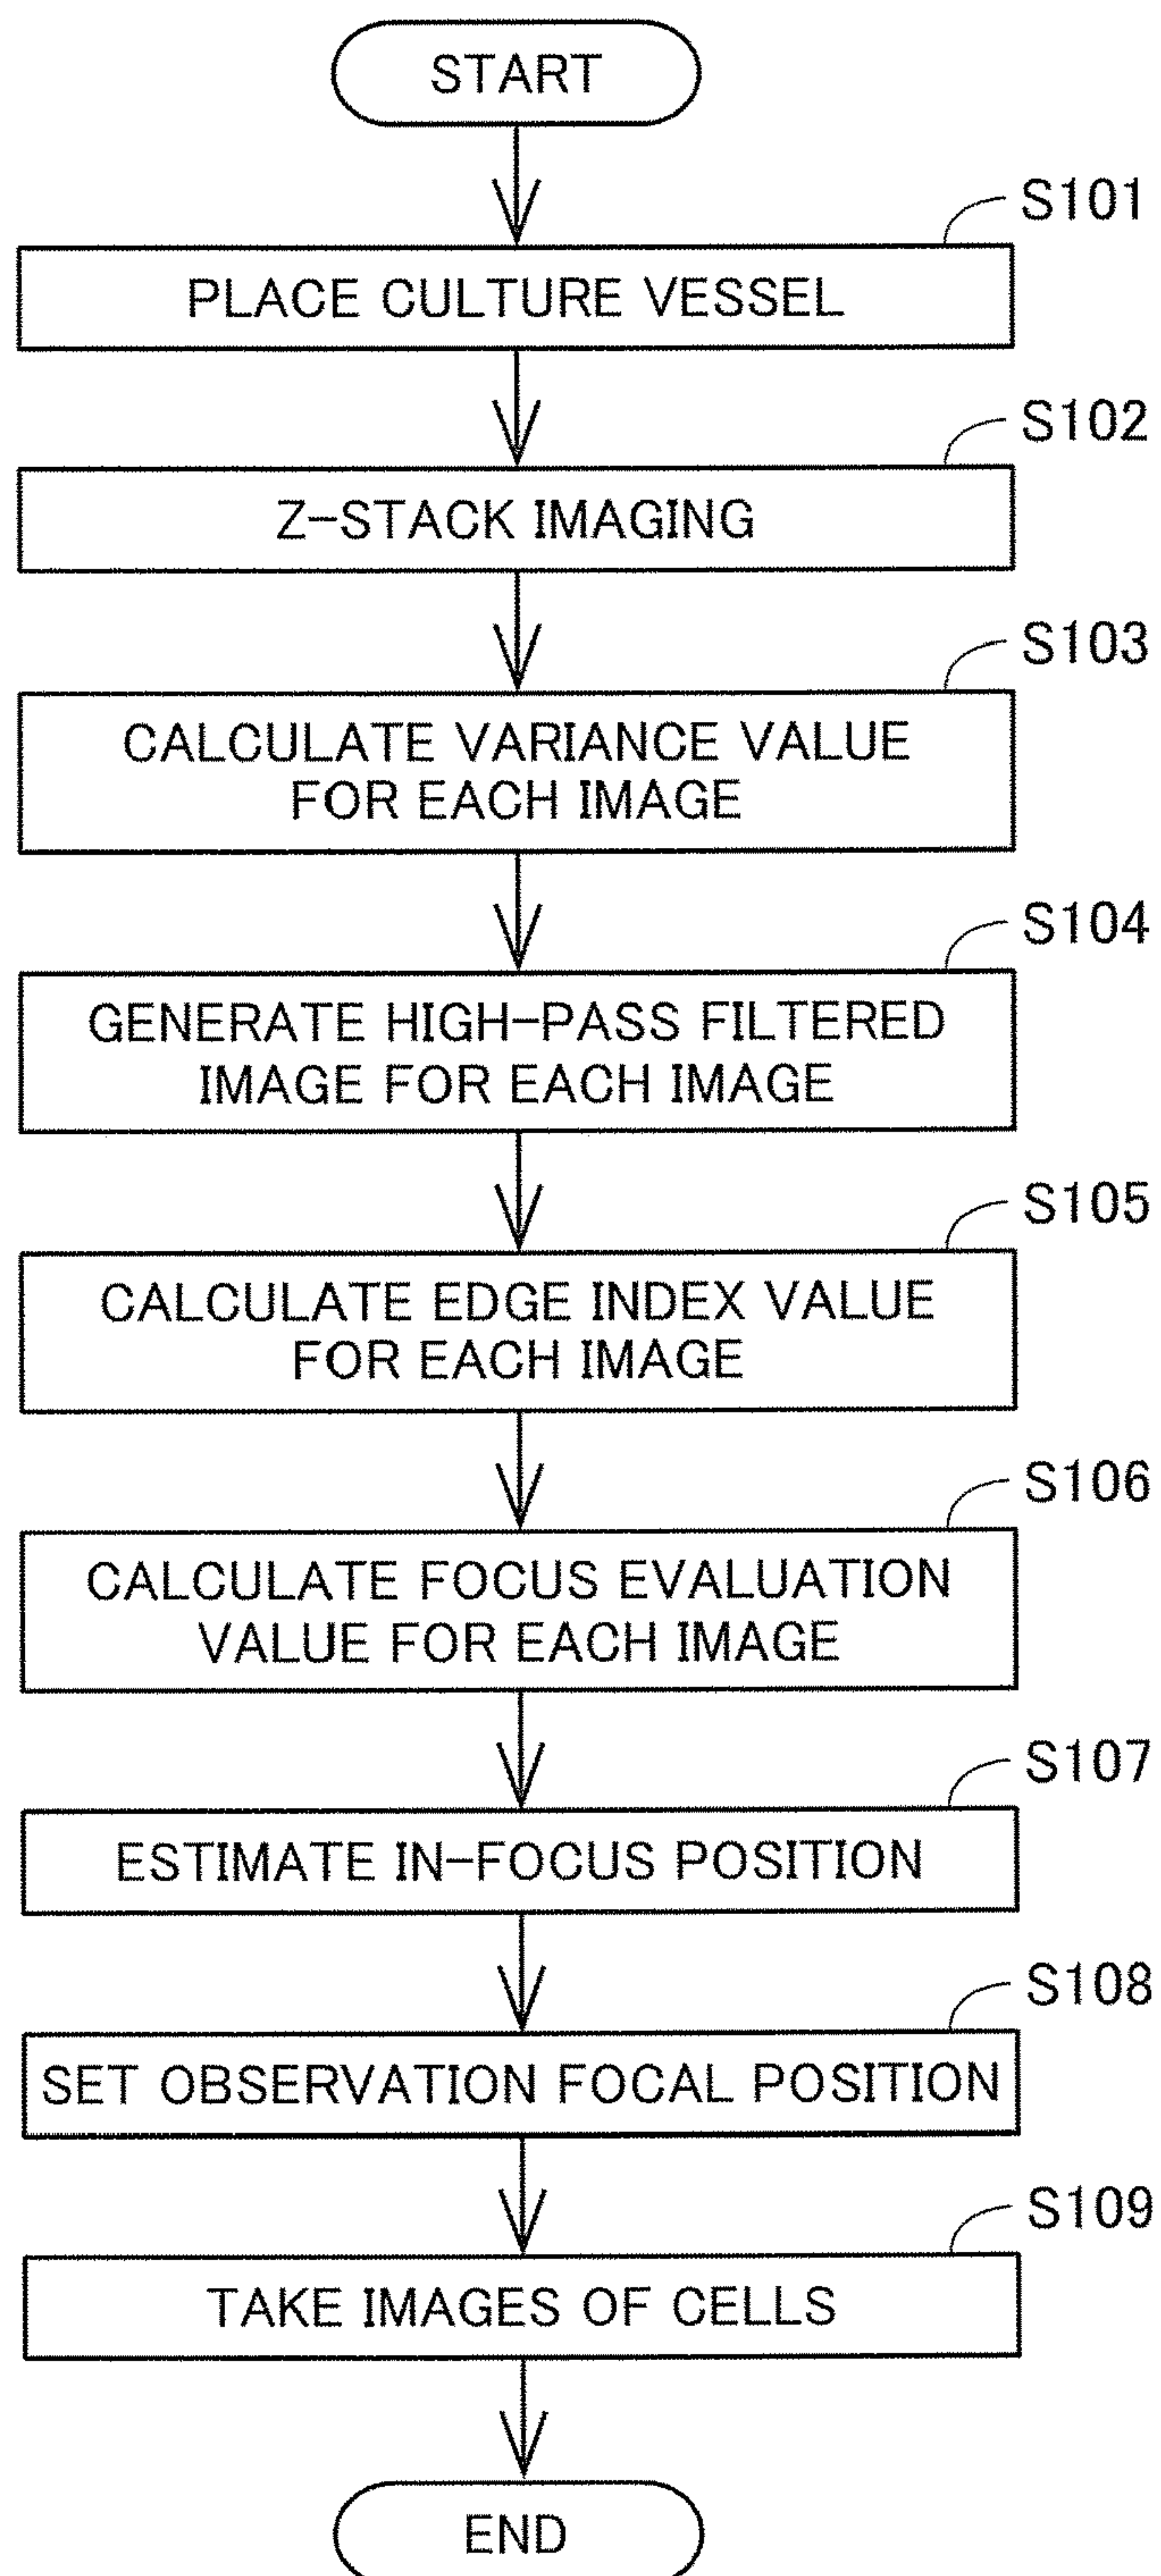 START
S101
PLACE CULTURE VESSEL
S102
Z-STACK IMAGING
S103
CALCULATE VARIANCE VALUE
FOR EACH IMAGE
S104
GENERATE HIGH-PASS FILTERED
IMAGE FOR EACH IMAGE
S105
CALCULATE EDGE INDEX VALUE
FOR EACH IMAGE
S106
CALCULATE FOCUS EVALUATION
VALUE FOR EACH IMAGE
S107
ESTIMATE IN-FOCUS POSITION
S108
SET OBSERVATION FOCAL POSITION
S109
TAKE IMAGES OF CELLS
END